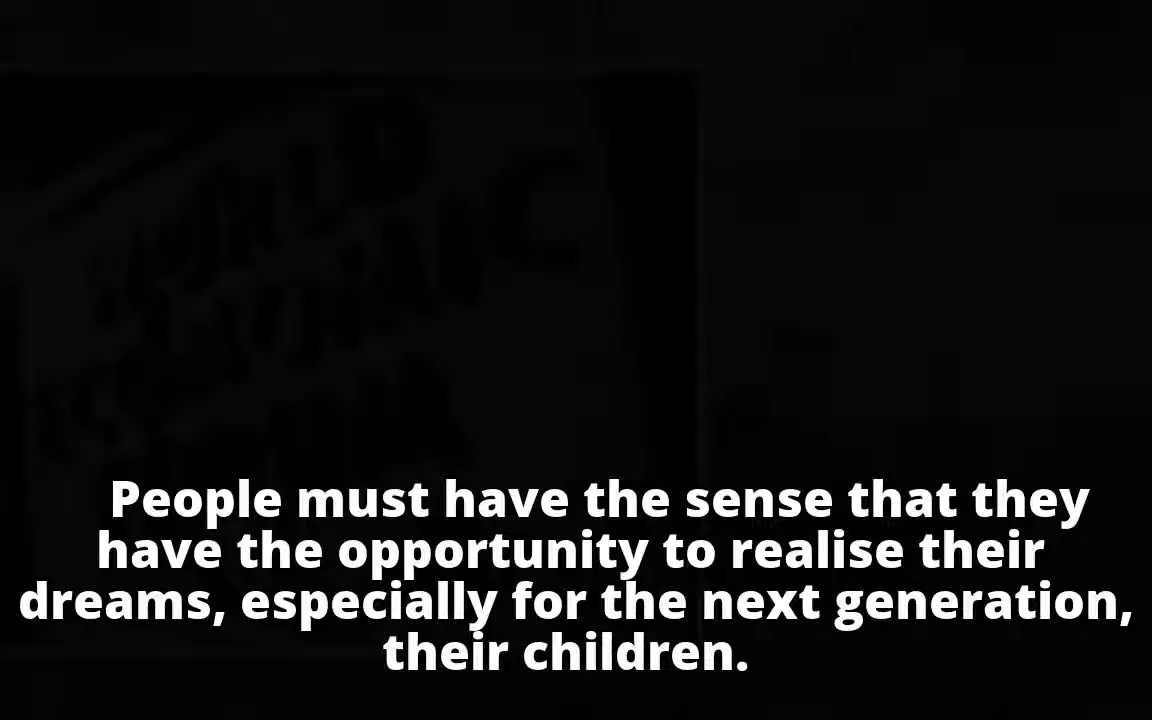 People must have the sense that they
have the opportunity to realise their
dreams, especially for the next generation,
their children.